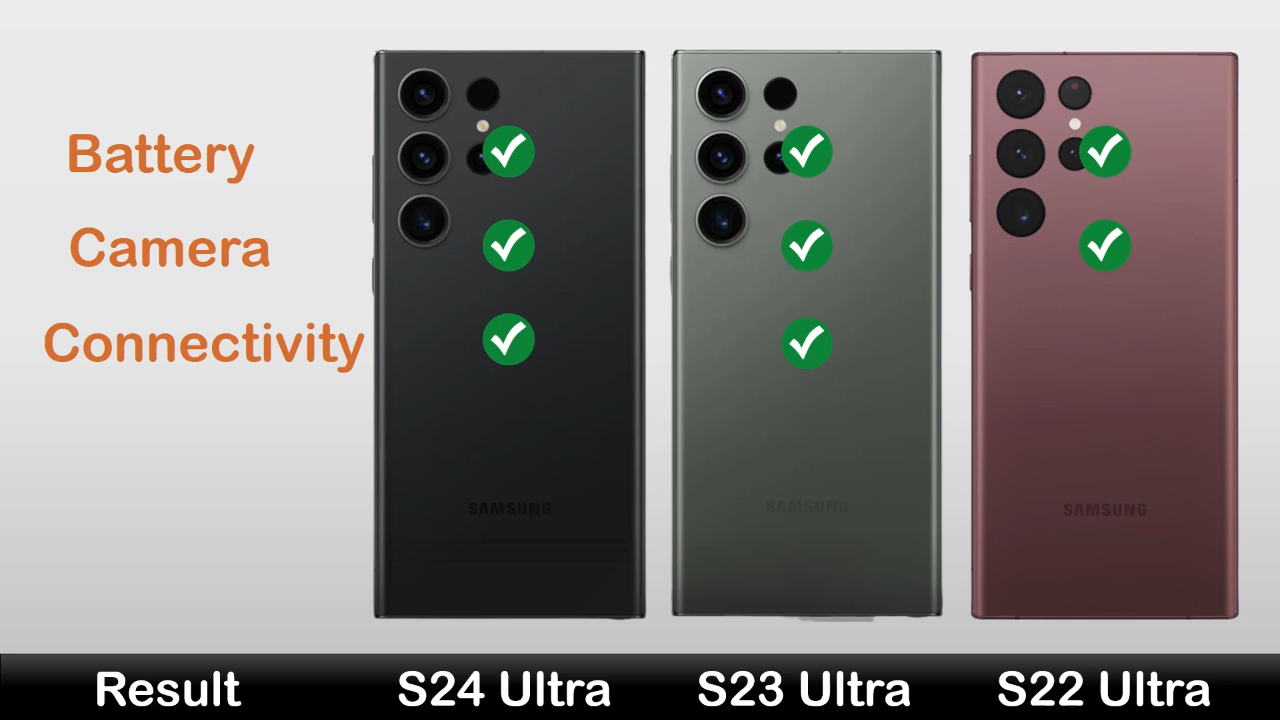 Battery
Camera
Connectivity
SAMSUNG
SAMSUNG
SAMSUNG
Result
S24 Ultra
S23 Ultra
S22 Ultra